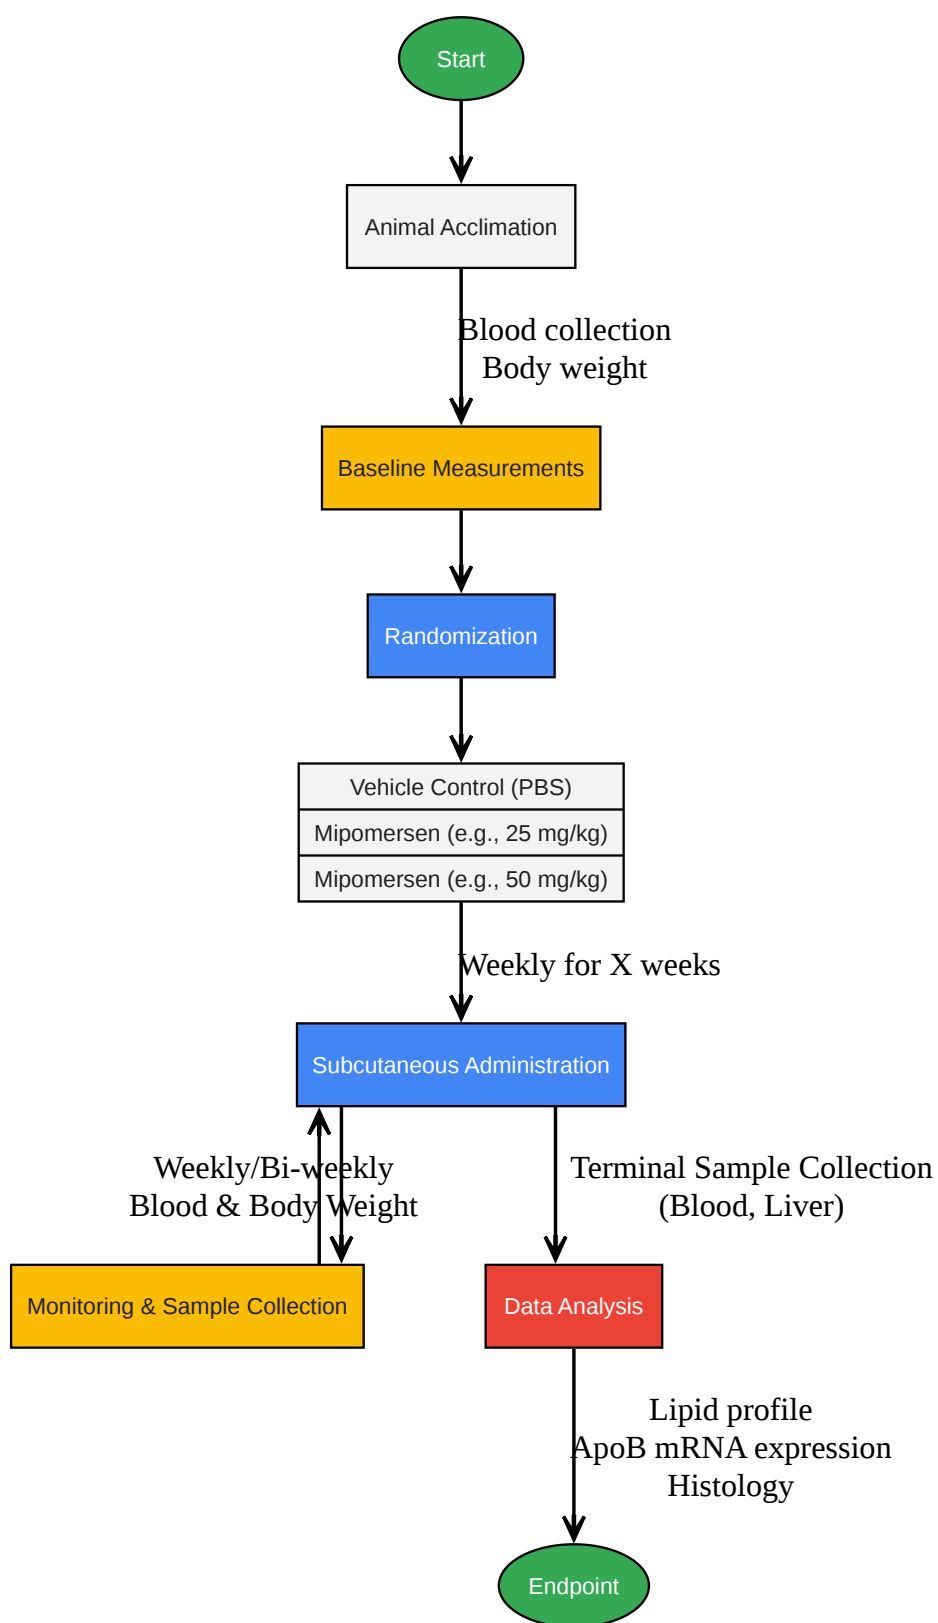 Start
Animal Acclimation
Blood collection
Body weight
Baseline Measurements
Randomization
Vehicle Control (PBS)
Mipomersen (e.g., 25 mg/kg)
Mipomersen (e.g., 50 mg/kg)
Weekly for X weeks
Subcutaneous Administration
Weekly/Bi-weekly
Blood & Body Weight
Terminal Sample Collection
(Blood, Liver)
Monitoring & Sample Collection
Data Analysis
Lipid profile
ApoB mRNA expression
Histology
Endpoint